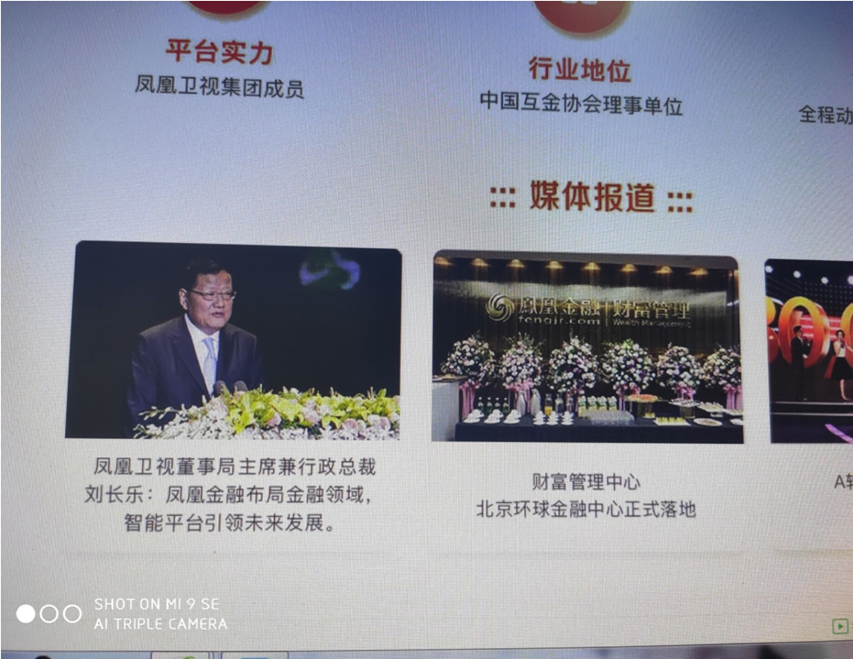 平台实力
凤凰卫视集团成员
行业地位
中国互金协会理事单位
全程动
::: 媒体报道 :::
鳳凰金融 | 财富管理
fengjr.com Wealth Management
凤凰卫视董事局主席兼行政总裁
刘长乐：凤凰金融布局金融领域，
智能平台引领未来发展。
财富管理中心
北京环球金融中心正式落地
SHOT ON MI 9 SE
AI TRIPLE CAMERA